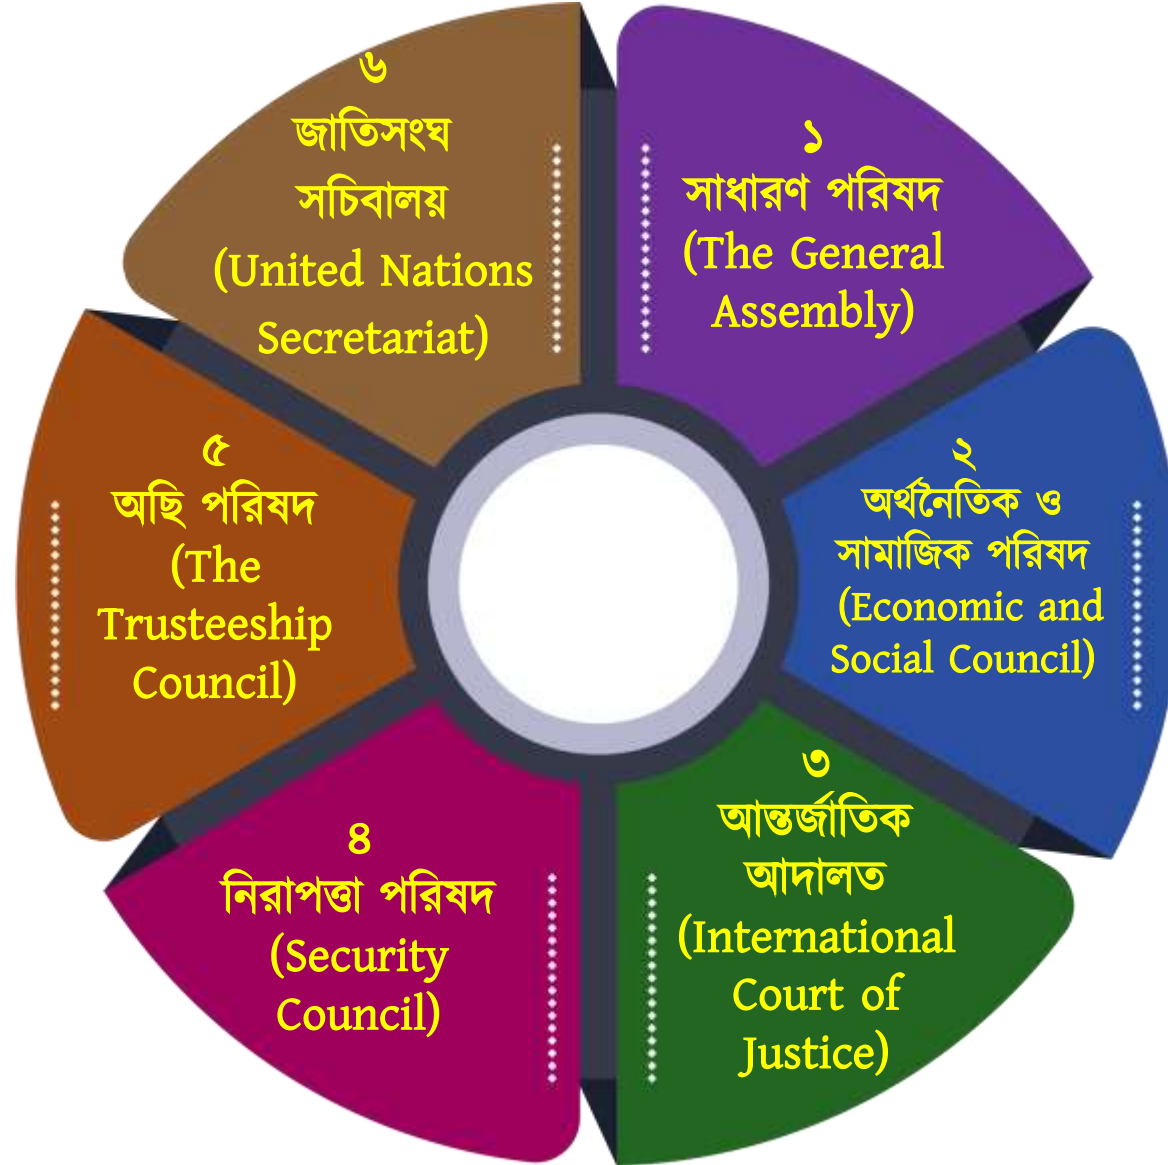 ১
সাধারণ পরিষদ
(The General
Assembly)
২
অর্থনৈতিক ও
সামাজিক পরিষদ
(Economic and
Social Council)
৩
আন্তর্জাতিক
আদালত
(International
Court of
Justice)
৪
নিরাপত্তা পরিষদ
(Security
Council)
৫
অছি পরিষদ
(The
Trusteeship
Council)
৬
জাতিসংঘ
সচিবালয়
(United Nations
Secretariat)